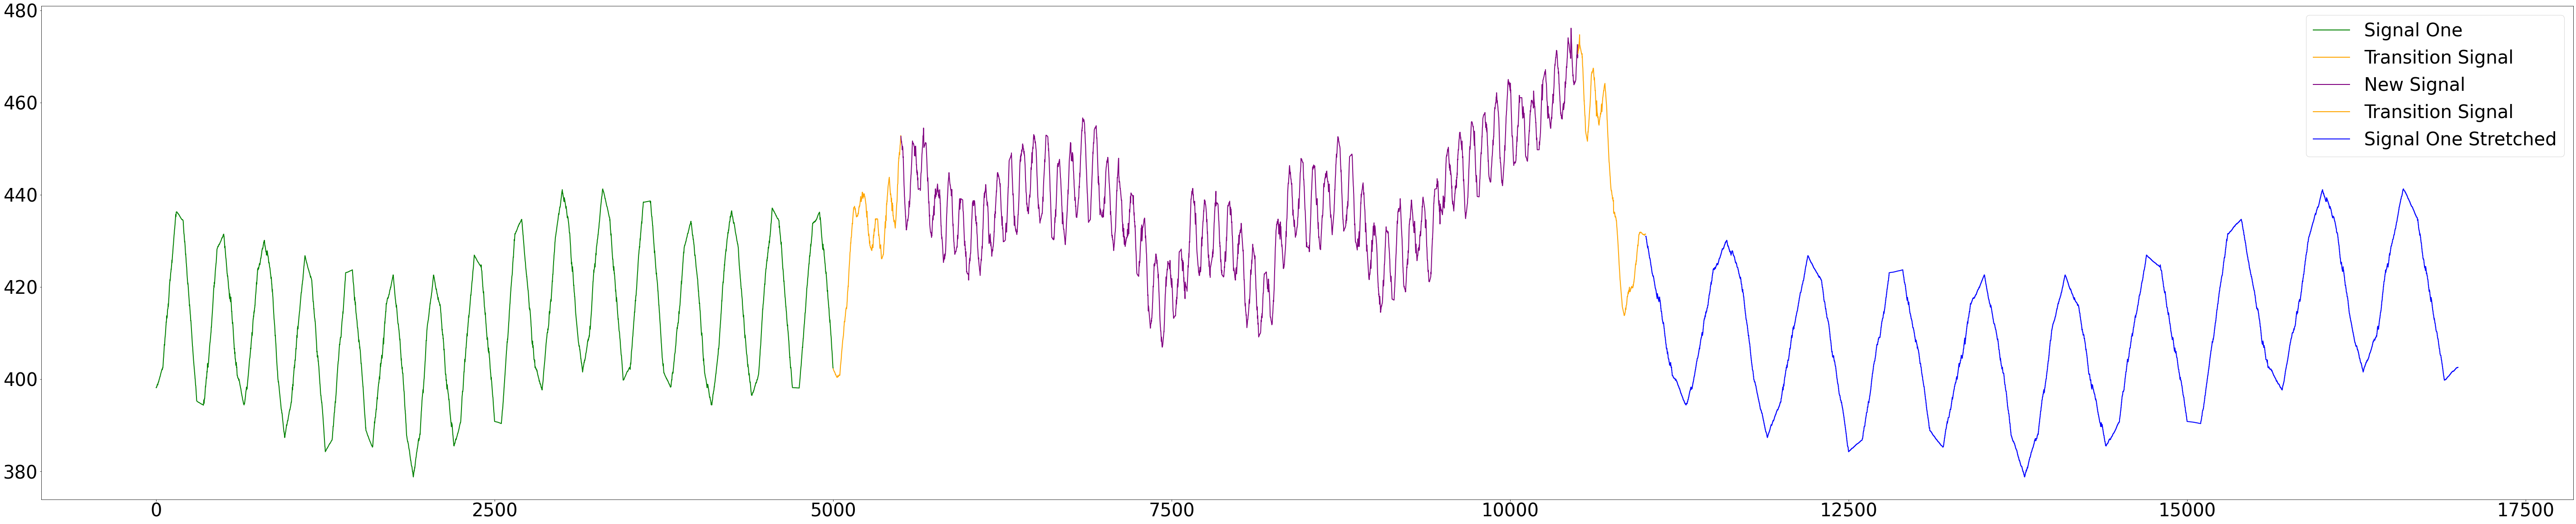 480
460
440
420
400
380
0 2500 5000 7500 10000 12500 15000 17500
Signal One
Transition Signal
New Signal
Transition Signal
Signal One Stretched